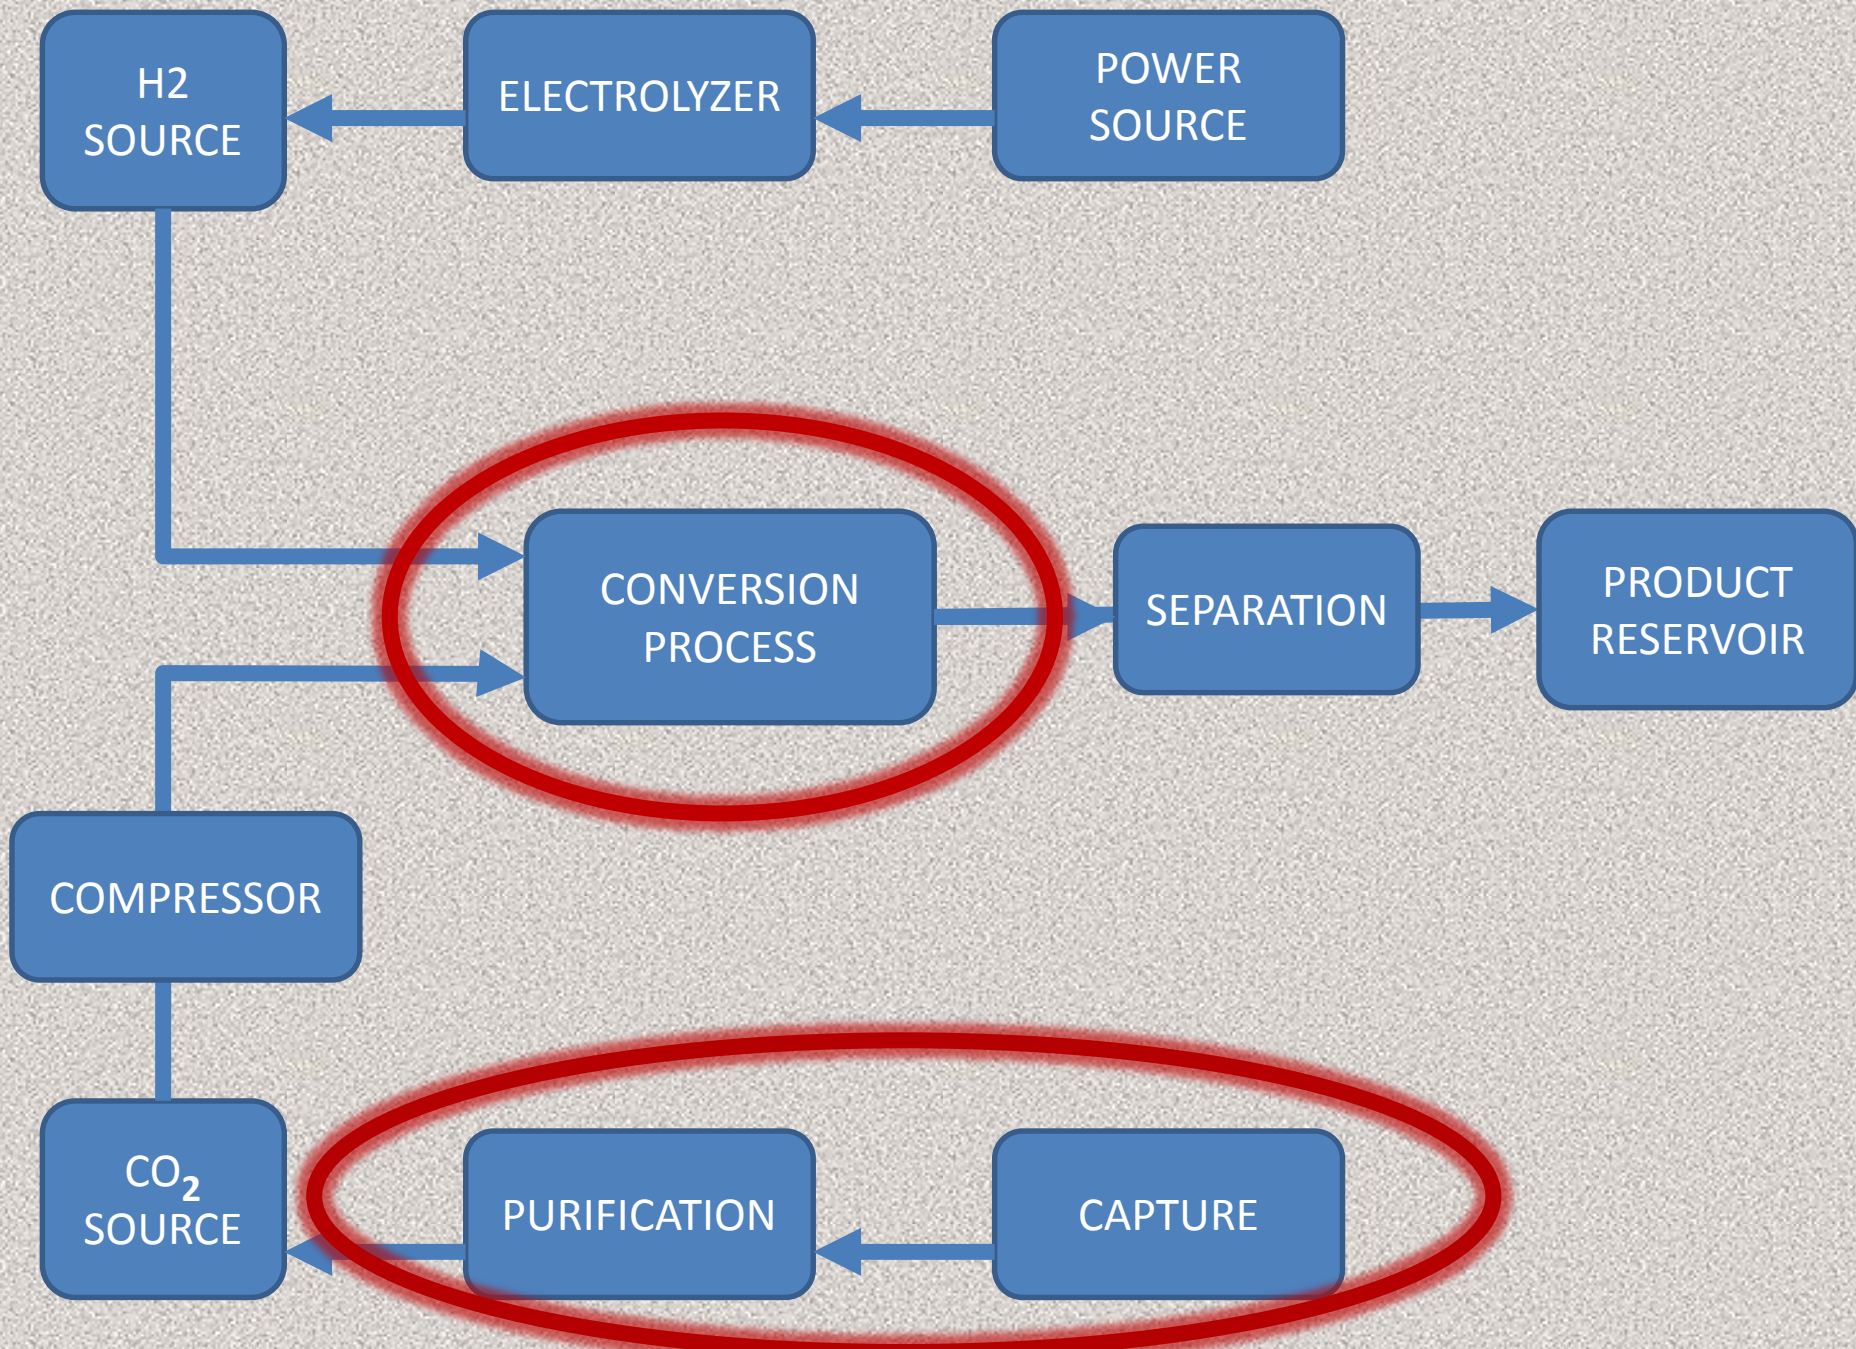 H2
SOURCE
ELECTROLYZER
POWER
SOURCE
CONVERSION
PROCESS
SEPARATION
PRODUCT
RESERVOIR
COMPRESSOR
CO₂
SOURCE
PURIFICATION
CAPTURE